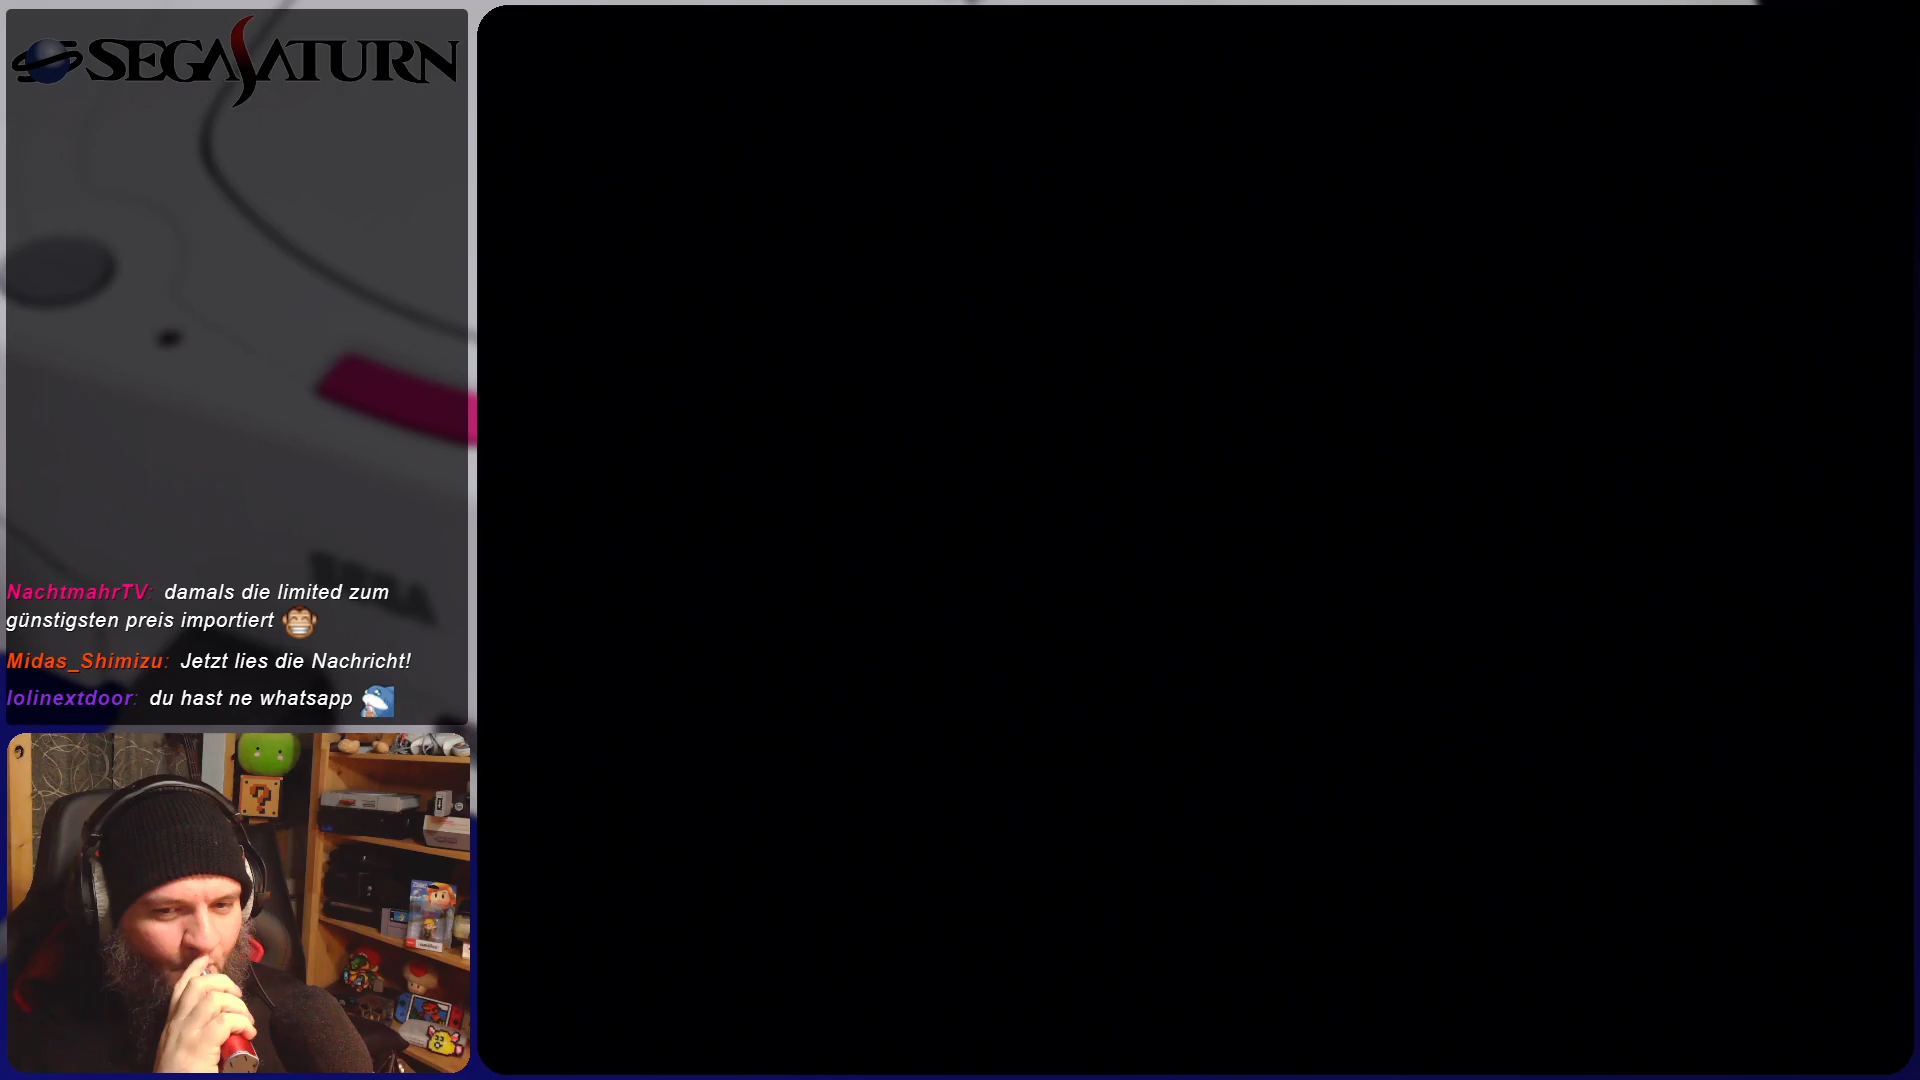 SEGA SATURN
SEGA
NachtmahrTV: damals die limited zum
günstigsten preis importiert
Midas_Shimizu: Jetzt lies die Nachricht!
lolinextdoor: du hast ne whatsapp
?